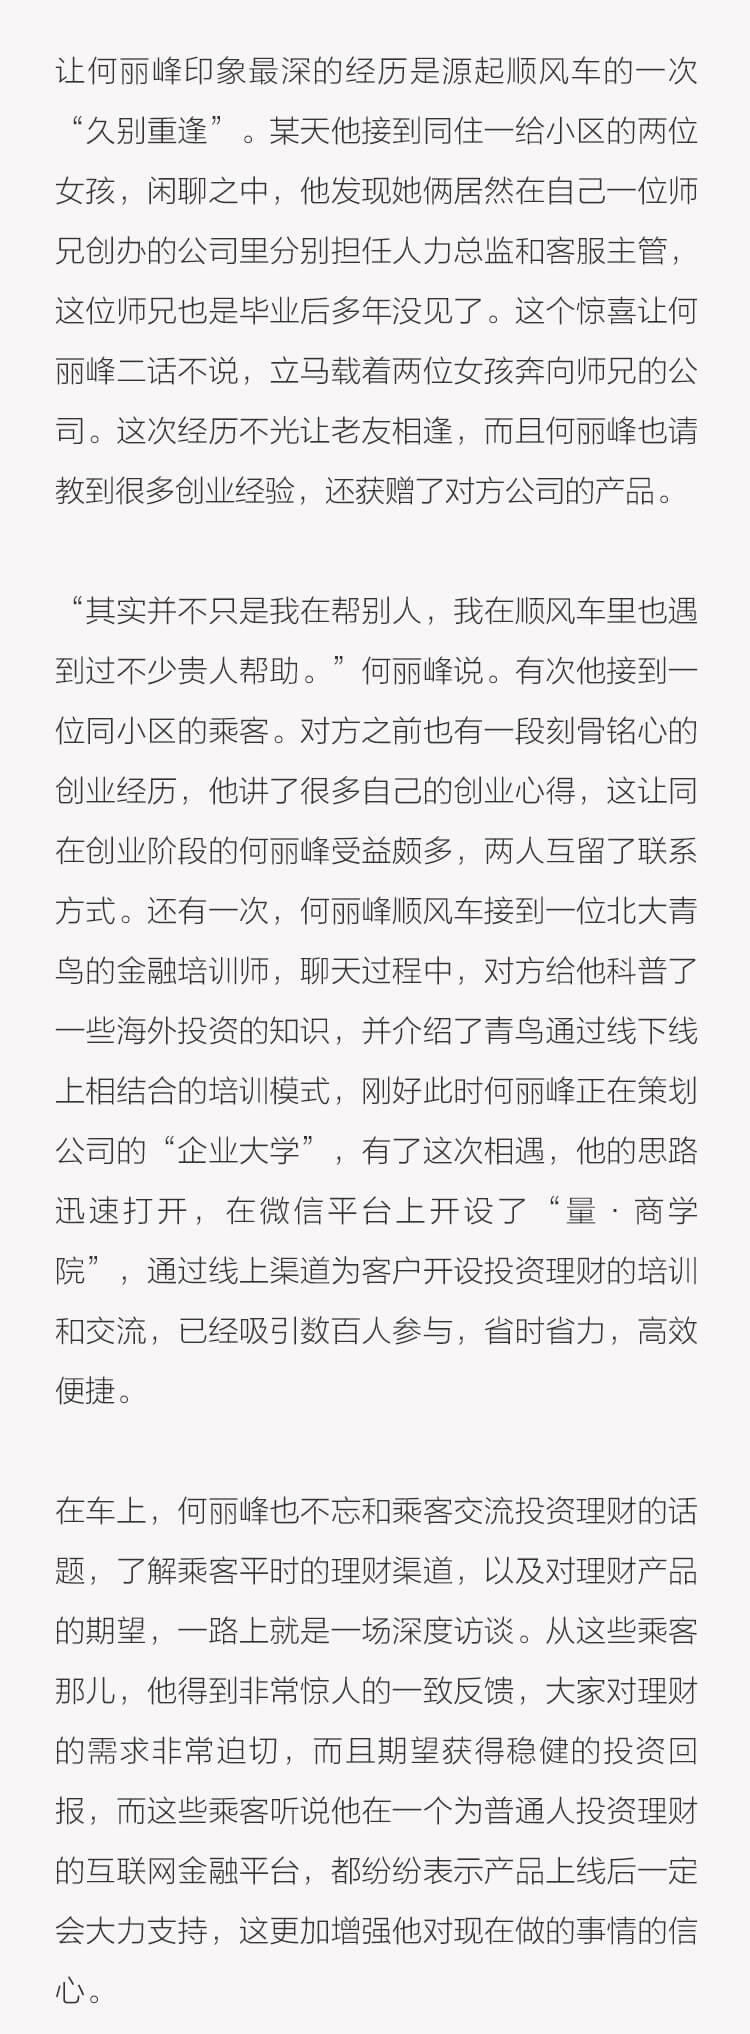 让何丽峰印象最深的经历是源起顺风车的一次
“久别重逢”。某天他接到同住一给小区的两位
女孩，闲聊之中，他发现她俩居然在自己一位师
兄创办的公司里分别担任人力总监和客服主管，
这位师兄也是毕业后多年没见了。这个惊喜让何
丽峰二话不说，立马载着两位女孩奔向师兄的公
司。这次经历不光让老友相逢，而且何丽峰也请
教到很多创业经验，还获赠了对方公司的产品。
“其实并不只是我在帮别人，我在顺风车里也遇
到过不少贵人帮助。”何丽峰说。有次他接到一
位同小区的乘客。对方之前也有一段刻骨铭心的
创业经历，他讲了很多自己的创业心得，这让同
在创业阶段的何丽峰受益颇多，两人互留了联系
方式。还有一次，何丽峰顺风车接到一位北大青
鸟的金融培训师，聊天过程中，对方给他科普了
一些海外投资的知识，并介绍了青鸟通过线下线
上相结合的培训模式，刚好此时何丽峰正在策划
公司的“企业大学”，有了这次相遇，他的思路
迅速打开，在微信平台上开设了“量·商学
院”，通过线上渠道为客户开设投资理财的培训
和交流，已经吸引数百人参与，省时省力，高效
便捷。
在车上，何丽峰也不忘和乘客交流投资理财的话
题，了解乘客平时的理财渠道，以及对理财产品
的期望，一路上就是一场深度访谈。从这些乘客
那儿，他得到非常惊人的一致反馈，大家对理财
的需求非常迫切，而且期望获得稳健的投资回
报，而这些乘客听说他在一个为普通人投资理财
的互联网金融平台，都纷纷表示产品上线后一定
会大力支持，这更加增强他对现在做的事情的信
心。